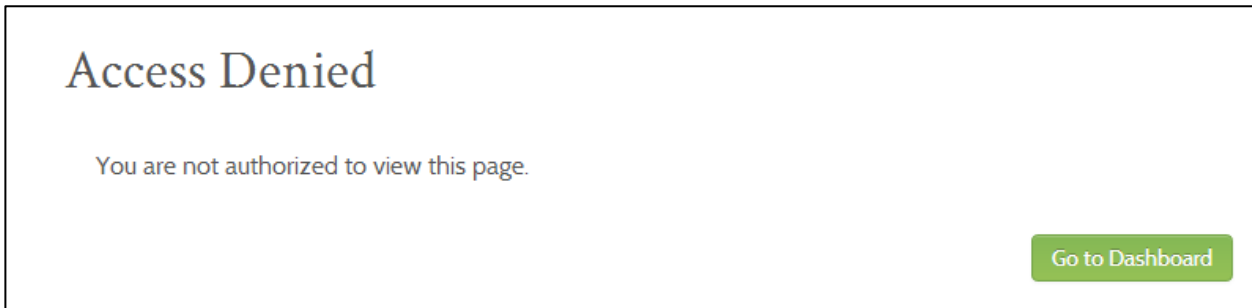 Access Denied
You are not authorized to view this page.
Go to Dashboard